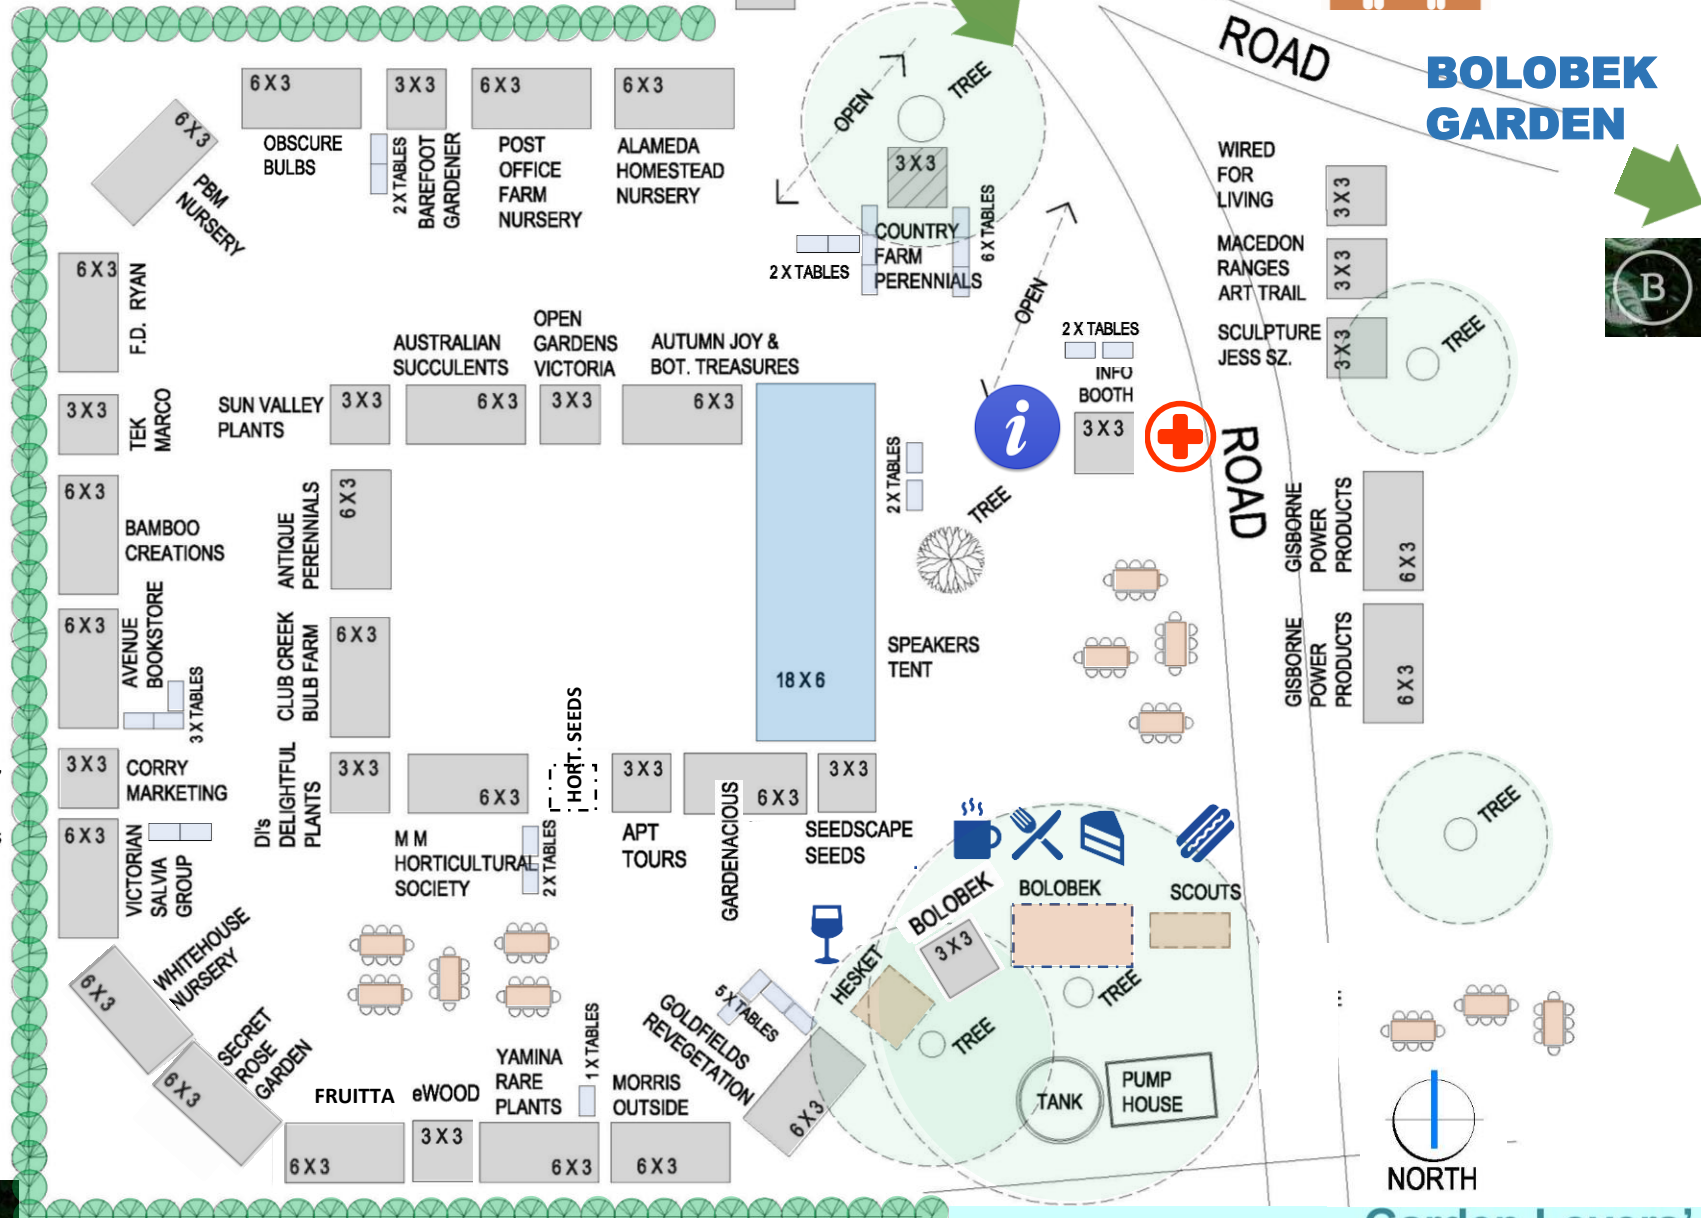 ROAD
BOLOBEK
GARDEN
6 X 3
OBSCURE
BULBS
3 X 3
2 X TABLES
BAREFOOT
GARDENER
6 X 3
POST
OFFICE
FARM
NURSERY
6 X 3
ALAMEDA
HOMESTEAD
NURSERY
6 X 3
PBM
NURSERY
OPEN
TREE
3 X 3
COUNTRY
FARM
PERENNIALS
6 X TABLES
2 X TABLES
OPEN
WIRED
FOR
LIVING
3 X 3
MACEDON
RANGES
ART TRAIL
3 X 3
SCULPTURE
JESS SZ.
3 X 3
TREE
B
6 X 3
F.D. RYAN
3 X 3
TEK
MARCO
SUN VALLEY
PLANTS
3 X 3
AUSTRALIAN
SUCCULENTS
6 X 3
OPEN
GARDENS
VICTORIA
3 X 3
AUTUMN JOY &
BOT. TREASURES
6 X 3
2 X TABLES
INFO
BOOTH
3 X 3
i
2 X TABLES
TREE
ROAD
6 X 3
BAMBOO
CREATIONS
ANTIQUE
PERENNIALS
6 X 3
GISBORNE
POWER
PRODUCTS
6 X 3
6 X 3
AVENUE
BOOKSTORE
3 X TABLES
CLUB CREEK
BULB FARM
6 X 3
18 X 6
SPEAKERS
TENT
GISBORNE
POWER
PRODUCTS
6 X 3
3 X 3
CORRY
MARKETING
DI's
DELIGHTFUL
PLANTS
3 X 3
6 X 3
M M
HORTICULTURAL
SOCIETY
2 X TABLES
HORT. SEEDS
3 X 3
APT
TOURS
6 X 3
GARDENACIOUS
3 X 3
SEEDSCAPE
SEEDS
6 X 3
VICTORIAN
SALVIA
GROUP
TREE
BOLOBEK
3 X 3
BOLOBEK
SCOUTS
HESKET
TREE
TREE
TANK
PUMP
HOUSE
6 X 3
WHITEHOUSE
NURSERY
6 X 3
SECRET
ROSE
GARDEN
FRUITTA
6 X 3
eWOOD
3 X 3
YAMINA
RARE
PLANTS
1 X TABLES
6 X 3
MORRIS
OUTSIDE
6 X 3
GOLDFIELDS
REVEGETATION
5 X TABLES
6 X 3
NORTH
Garden Lovers'